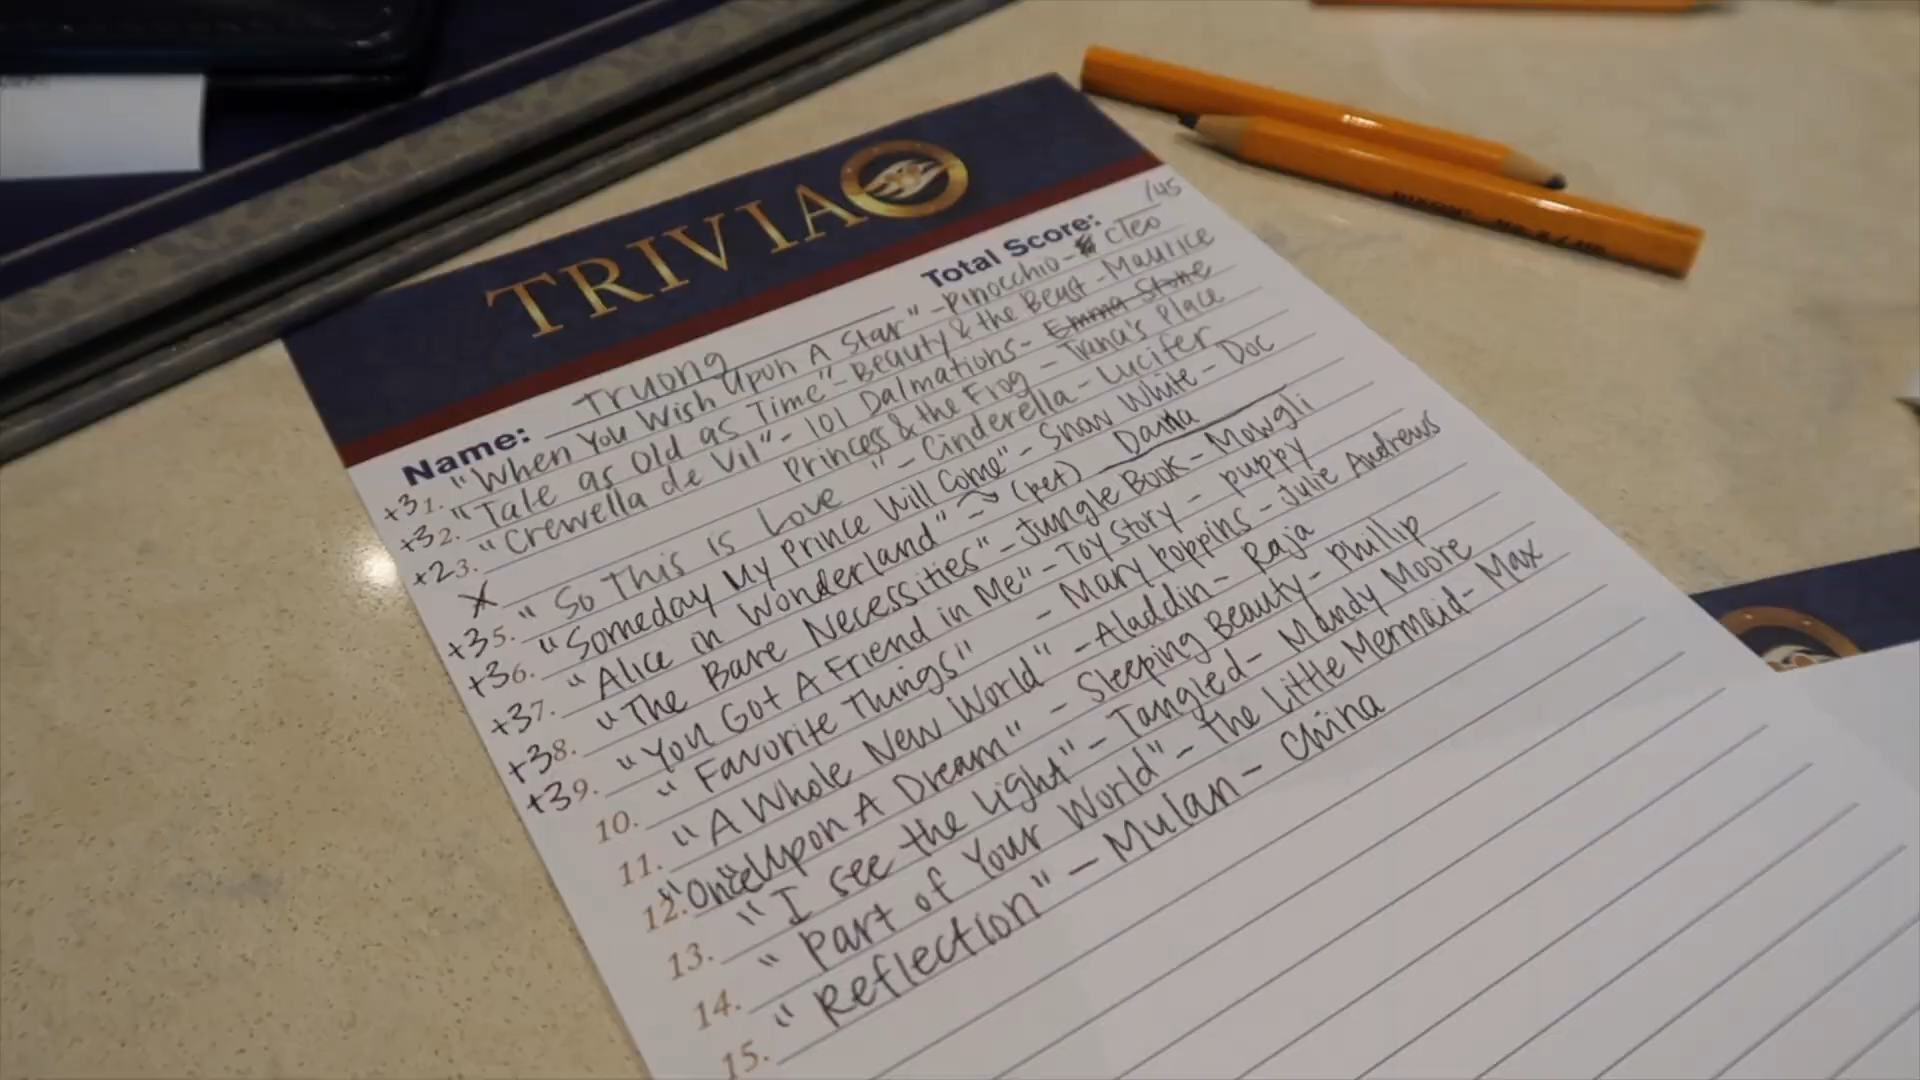 TRIVIA
Name: Truong Total Score: /45
+3 1. "When You Wish Upon A Star" - Pinocchio - Cleo
+3 2. "Tale as Old as Time" - Beauty & the Beast - Maurice
+2 3. "Crewella de Vil" - 101 Dalmations - Emma Stone
X Princess & the Frog - Tiana's Place
+3 5. "So This Is Love" - Cinderella - Lucifer
+3 6. "Someday My Prince Will Come" - Snow White - Doc
+3 7. "Alice in Wonderland" - (pet)
+3 8. "The Bare Necessities" - Jungle Book - Mowgli
+3 9. "You Got A Friend in Me" - Toy Story - puppy
10. "Favorite Things" - Mary Poppins - Julie Andrews
11. "A Whole New World" - Aladdin - Raja
12. "Once Upon A Dream" - Sleeping Beauty - Phillip
13. "I see the Light" - Tangled - Mandy Moore
14. "Part of Your World" - The Little Mermaid - Max
15. "Reflection" - Mulan - China